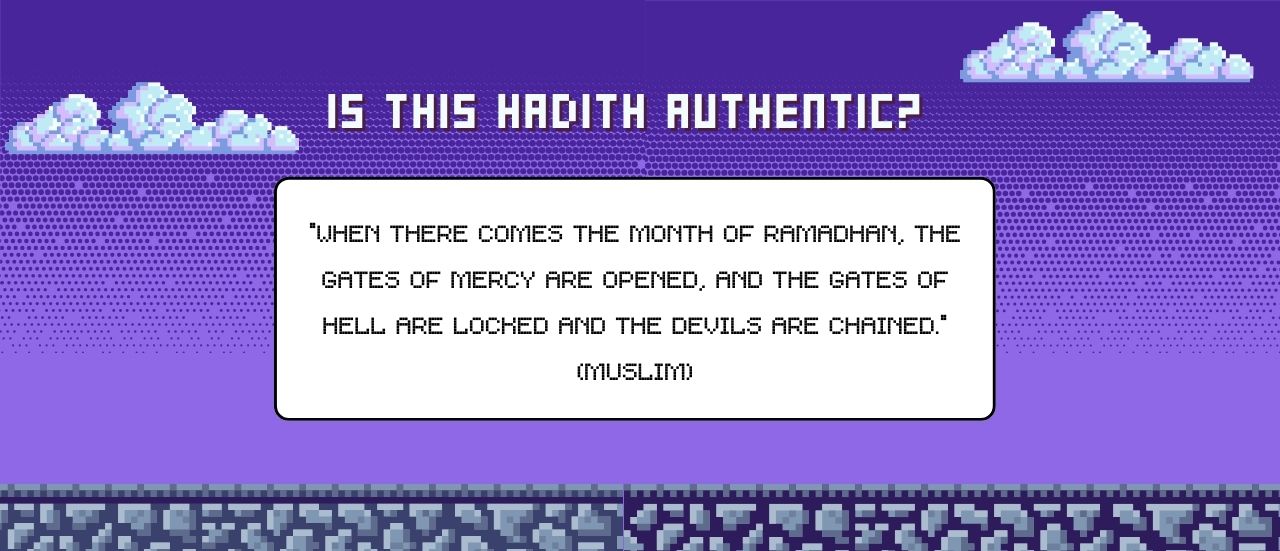 IS THIS HADITH AUTHENTIC?
"WHEN THERE COMES THE MONTH OF RAMADHAN, THE
GATES OF MERCY ARE OPENED, AND THE GATES OF
HELL ARE LOCKED AND THE DEVILS ARE CHAINED."
(MUSLIM)